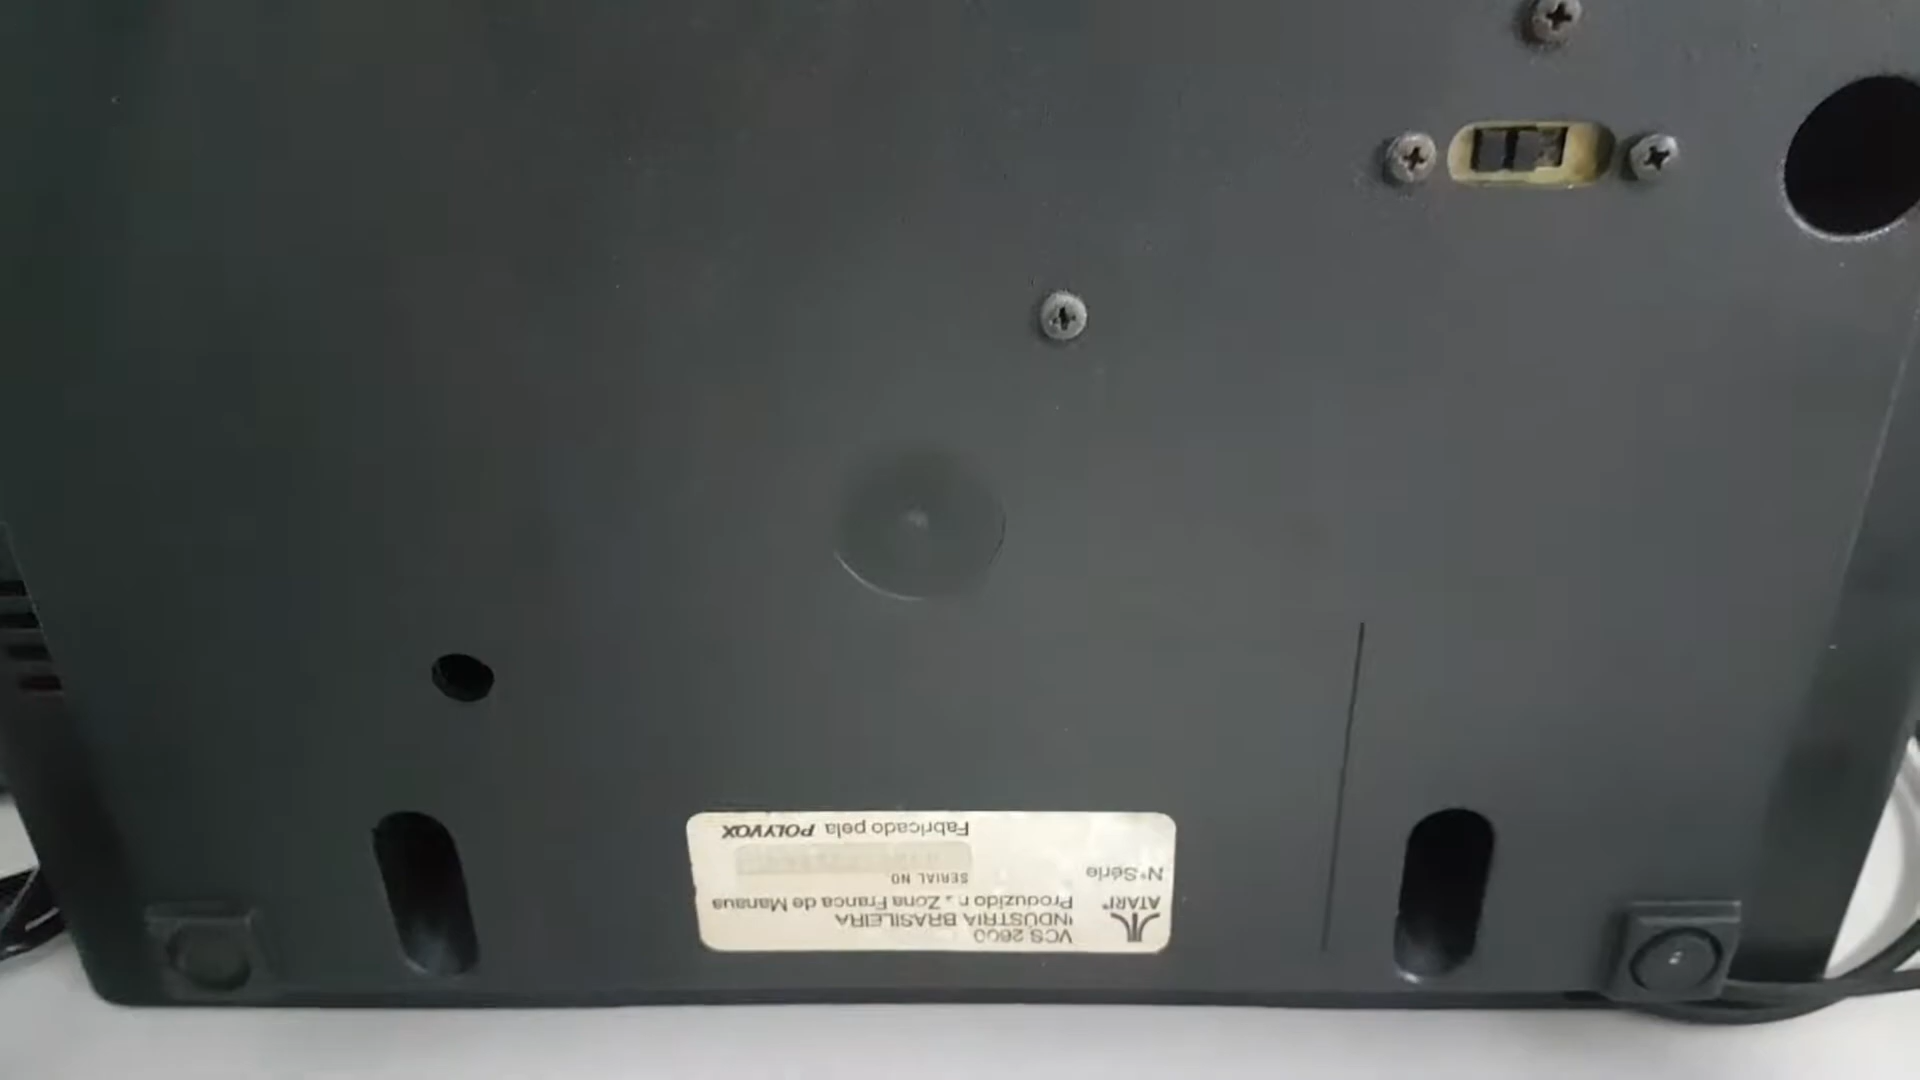 VCS 2600
INDÚSTRIA BRASILEIRA
Produzido n Zona Franca de Manaus
ATARI®
Nº Série
SERIAL NO
Fabricado pela POLYVOX